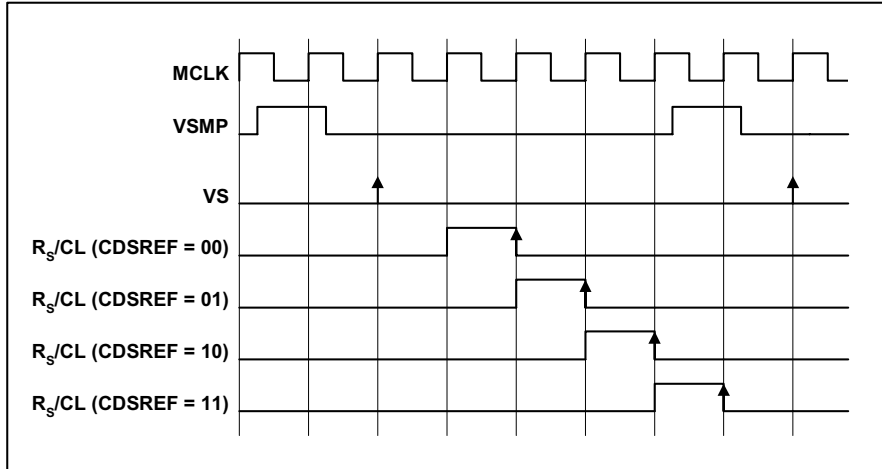 MCLK
VSMP
VS
RS/CL (CDSREF = 00)
RS/CL (CDSREF = 01)
RS/CL (CDSREF = 10)
RS/CL (CDSREF = 11)